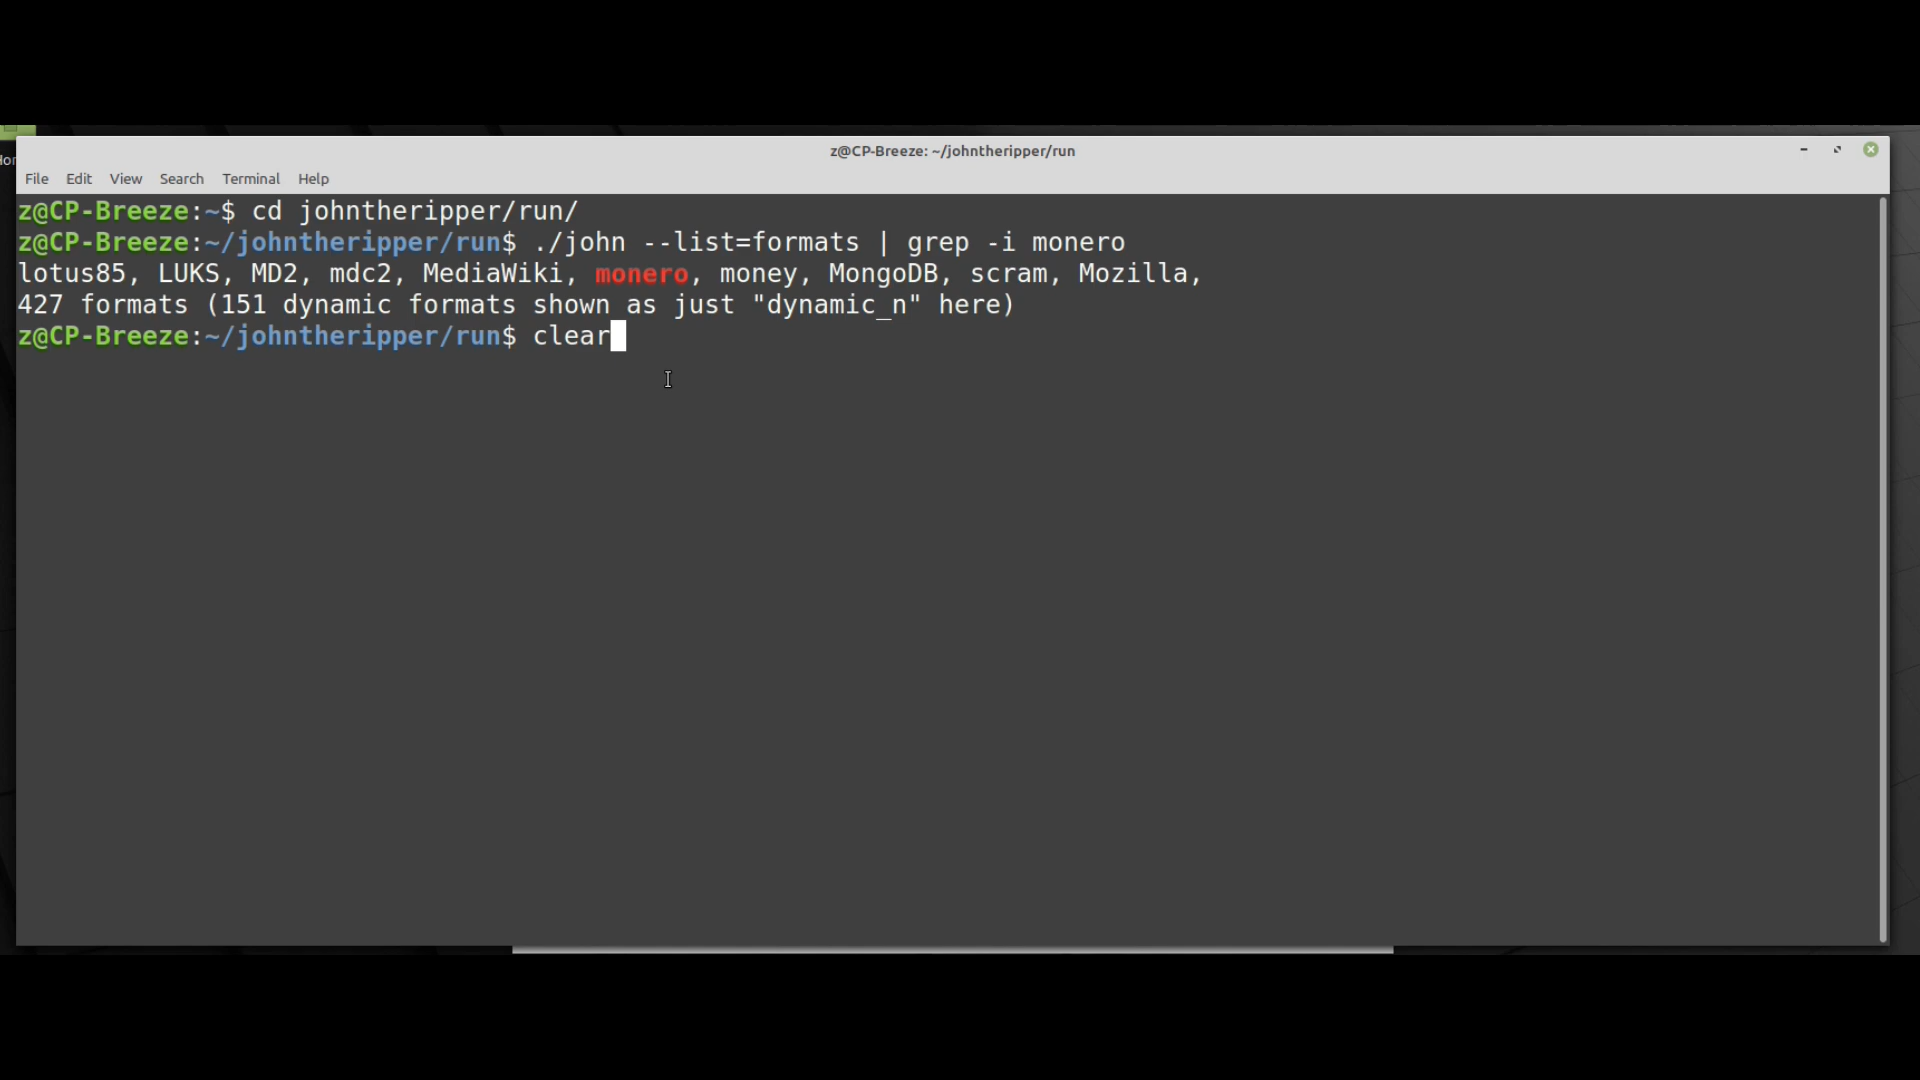 z@CP-Breeze: ~/johntheripper/run
File Edit View Search Terminal Help
z@CP-Breeze:~$ cd johntheripper/run/
z@CP-Breeze:~/johntheripper/run$ ./john --list=formats | grep -i monero
lotus85, LUKS, MD2, mdc2, MediaWiki, monero, money, MongoDB, scram, Mozilla,
427 formats (151 dynamic formats shown as just "dynamic_n" here)
z@CP-Breeze:~/johntheripper/run$ clear